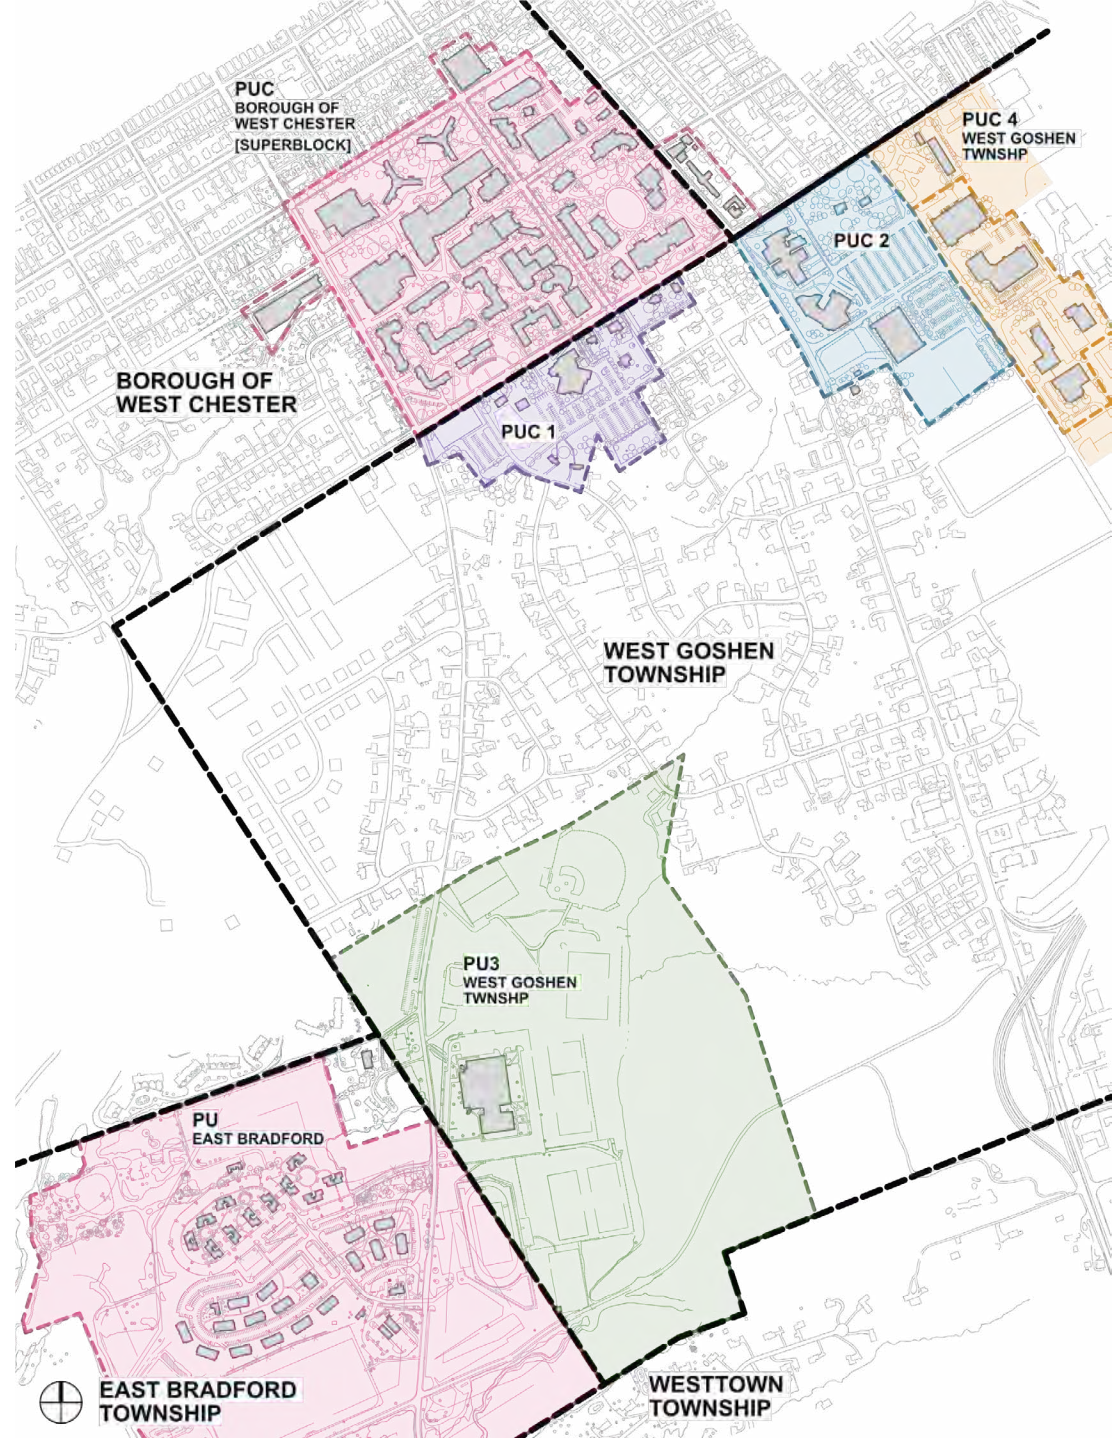 PUC
BOROUGH OF
WEST CHESTER
[SUPERBLOCK]
PUC 4
WEST GOSHEN
TWNSHP
PUC 2
BOROUGH OF
WEST CHESTER
PUC 1
WEST GOSHEN
TOWNSHIP
PU3
WEST GOSHEN
TWNSHP
PU
EAST BRADFORD
EAST BRADFORD
TOWNSHIP
WESTTOWN
TOWNSHIP